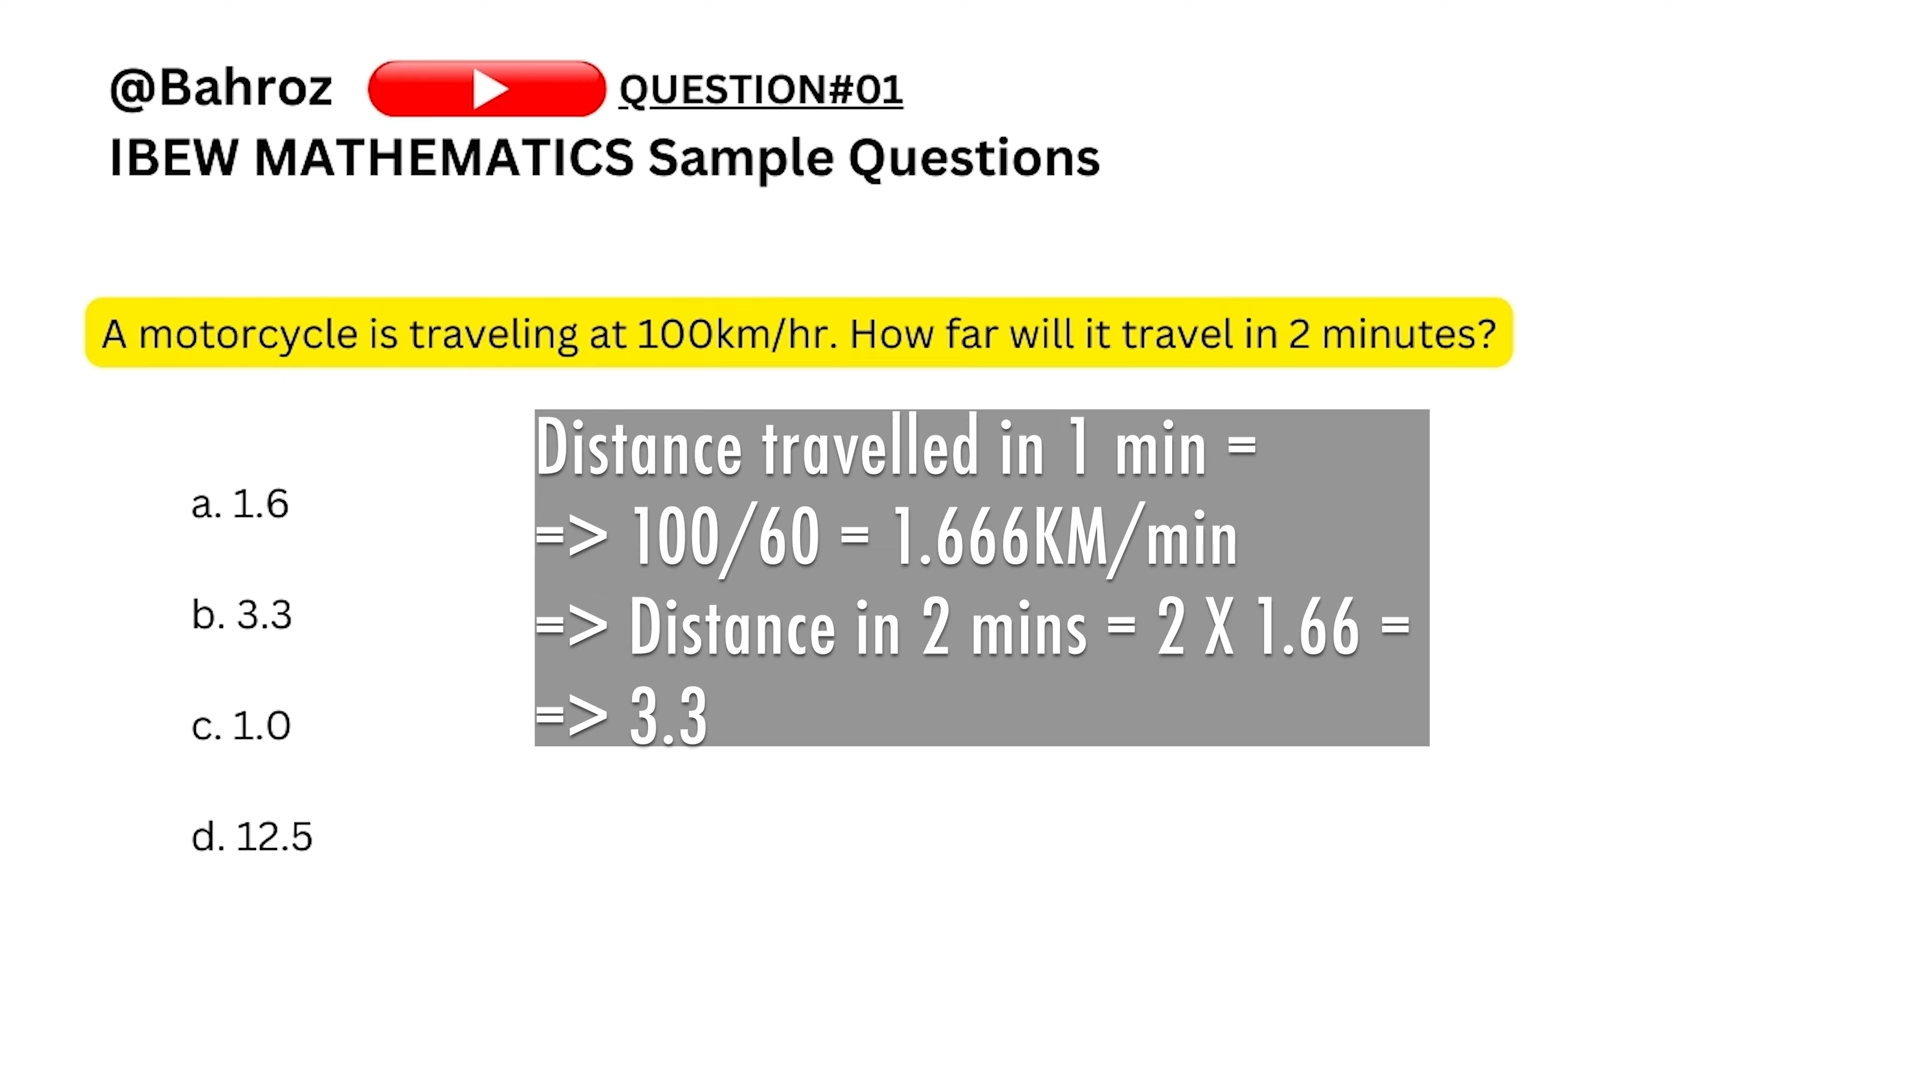 @Bahroz QUESTION#01
IBEW MATHEMATICS Sample Questions
A motorcycle is traveling at 100km/hr. How far will it travel in 2 minutes?
Distance travelled in 1 min =
=> 100/60 = 1.666KM/min
=> Distance in 2 mins = 2 X 1.66 =
=> 3.3
a. 1.6
b. 3.3
c. 1.0
d. 12.5